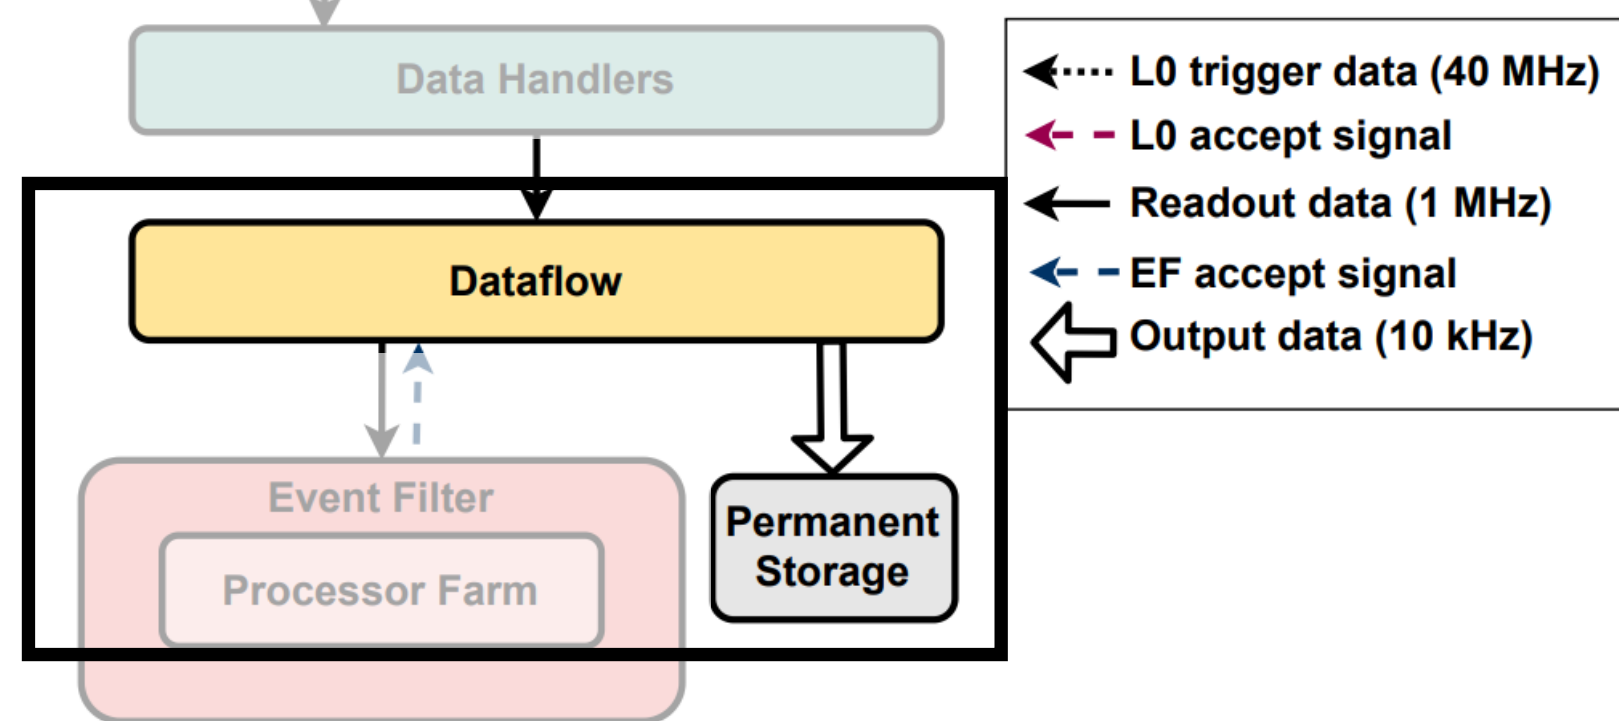 Data Handlers
Dataflow
Event Filter
Processor Farm
Permanent
Storage
L0 trigger data (40 MHz)
L0 accept signal
Readout data (1 MHz)
EF accept signal
Output data (10 kHz)